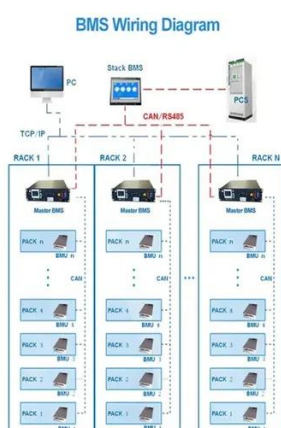 BMS Wiring Diagram
Stack BMS
PC
PCS
CAN/RS485
TCP/IP
RACK 1 RACK 2 RACK N
Master BMS Master BMS Master BMS
PACK n PACK n PACK n
BMU n BMU n BMU n
CAN CAN CAN
PACK 4 PACK 4 PACK 4
BMU 4 BMU 4 BMU 4
PACK 3 PACK 3 PACK 3
BMU 3 BMU 3 BMU 3
PACK 2 PACK 2 PACK 2
BMU 2 BMU 2 BMU 2
PACK 1 PACK 1 PACK 1